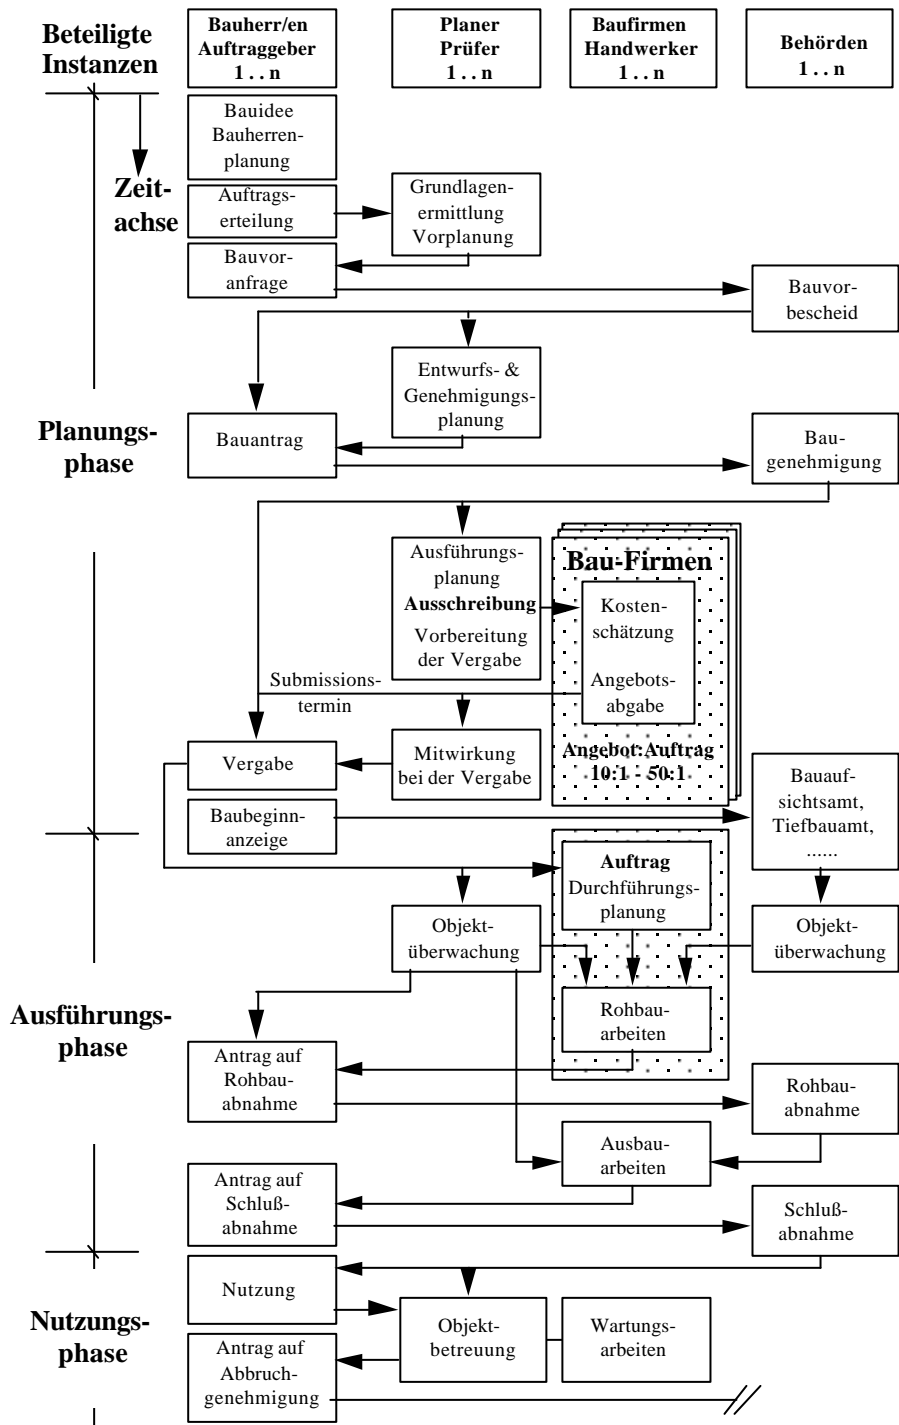 Beteiligte
Instanzen
Bauherr/en
Auftraggeber
1 . . n
Planer
Prüfer
1 . . n
Baufirmen
Handwerker
1 . . n
Behörden
1 . . n
Zeit-
achse
Bauidee
Bauherren-
planung
Auftrags-
erteilung
Grundlagen-
ermittlung
Vorplanung
Bauvor-
anfrage
Bauvor-
bescheid
Planungs-
phase
Entwurfs- &
Genehmigungs-
planung
Bauantrag
Bau-
genehmigung
Ausführungs-
planung
Ausschreibung
Vorbereitung
der Vergabe
Bau-Firmen
Kosten-
schätzung
Angebots-
abgabe
Angebot:Auftrag
10:1 - 50:1
Submissions-
termin
Vergabe
Mitwirkung
bei der Vergabe
Baubeginn-
anzeige
Bauauf-
sichtsamt,
Tiefbauamt,
......
Auftrag
Durchführungs-
planung
Objekt-
überwachung
Objekt-
überwachung
Ausführungs-
phase
Rohbau-
arbeiten
Antrag auf
Rohbau-
abnahme
Rohbau-
abnahme
Ausbau-
arbeiten
Antrag auf
Schluß-
abnahme
Schluß-
abnahme
Nutzungs-
phase
Nutzung
Objekt-
betreuung
Wartungs-
arbeiten
Antrag auf
Abbruch-
genehmigung